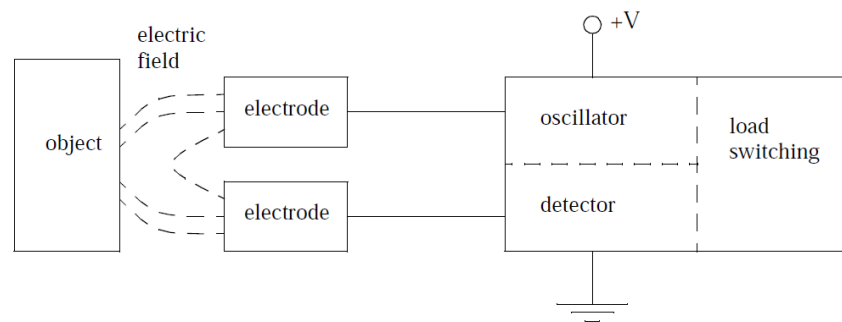 electric
field
+V
object
electrode
oscillator
load
switching
electrode
detector